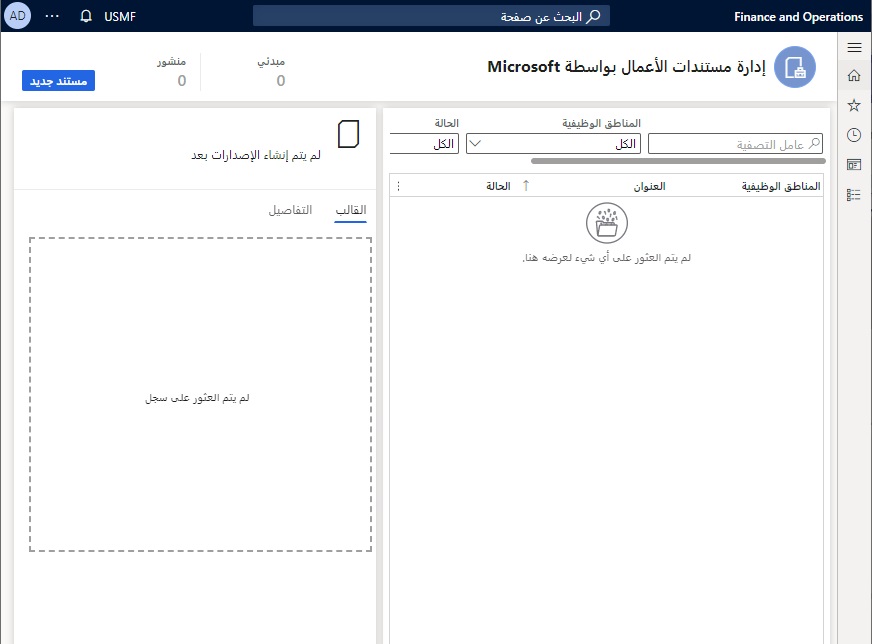 Finance and Operations
البحث عن صفحة
USMF
AD
إدارة مستندات الأعمال بواسطة Microsoft
مبدئي
0
منشور
0
مستند جديد
المناطق الوظيفية
الحالة
عامل التصفية
الكل
الكل
المناطق الوظيفية
العنوان
الحالة
لم يتم العثور على أي شيء لعرضه هنا.
لم يتم إنشاء الإصدارات بعد
القالب
التفاصيل
لم يتم العثور على سجل